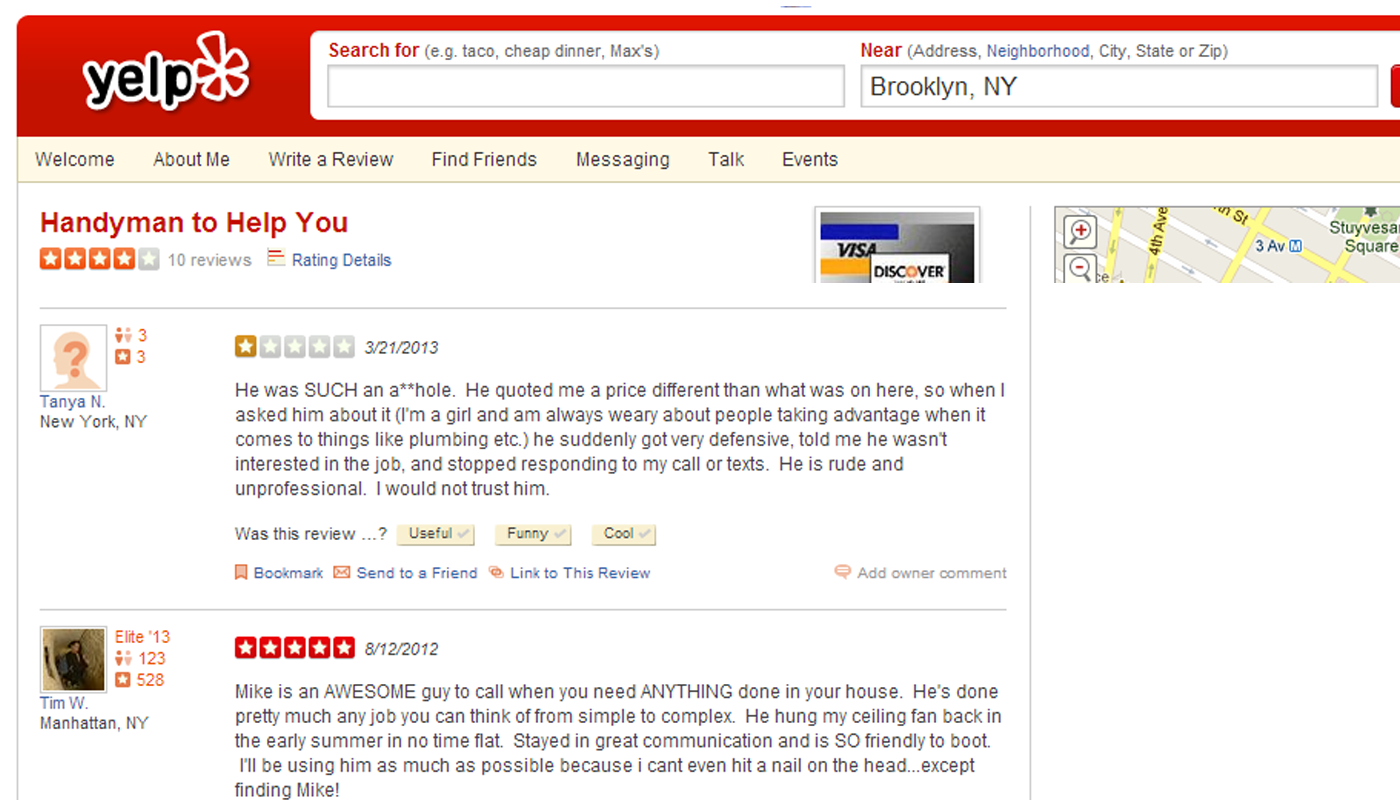 yelp
Search for (e.g. taco, cheap dinner, Max's)
Near (Address, Neighborhood, City, State or Zip)
Brooklyn, NY
Welcome About Me Write a Review Find Friends Messaging Talk Events
Handyman to Help You
10 reviews Rating Details
VISA
DISCOVER
4th Ave
3 Av M
Stuyvesa
Square
3
3
Tanya N.
New York, NY
3/21/2013
He was SUCH an a**hole. He quoted me a price different than what was on here, so when I
asked him about it (I'm a girl and am always weary about people taking advantage when it
comes to things like plumbing etc.) he suddenly got very defensive, told me he wasn't
interested in the job, and stopped responding to my call or texts. He is rude and
unprofessional. I would not trust him.
Was this review ...? Useful Funny Cool
Bookmark Send to a Friend Link to This Review Add owner comment
Elite '13
123
528
Tim W.
Manhattan, NY
8/12/2012
Mike is an AWESOME guy to call when you need ANYTHING done in your house. He's done
pretty much any job you can think of from simple to complex. He hung my ceiling fan back in
the early summer in no time flat. Stayed in great communication and is SO friendly to boot.
I'll be using him as much as possible because i cant even hit a nail on the head...except
finding Mike!